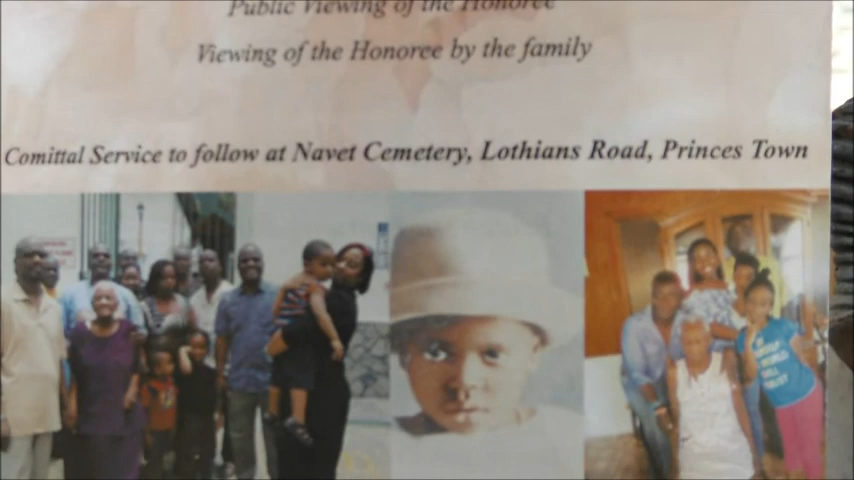 Public Viewing of the Honoree
Viewing of the Honoree by the family
Comittal Service to follow at Navet Cemetery, Lothians Road, Princes Town